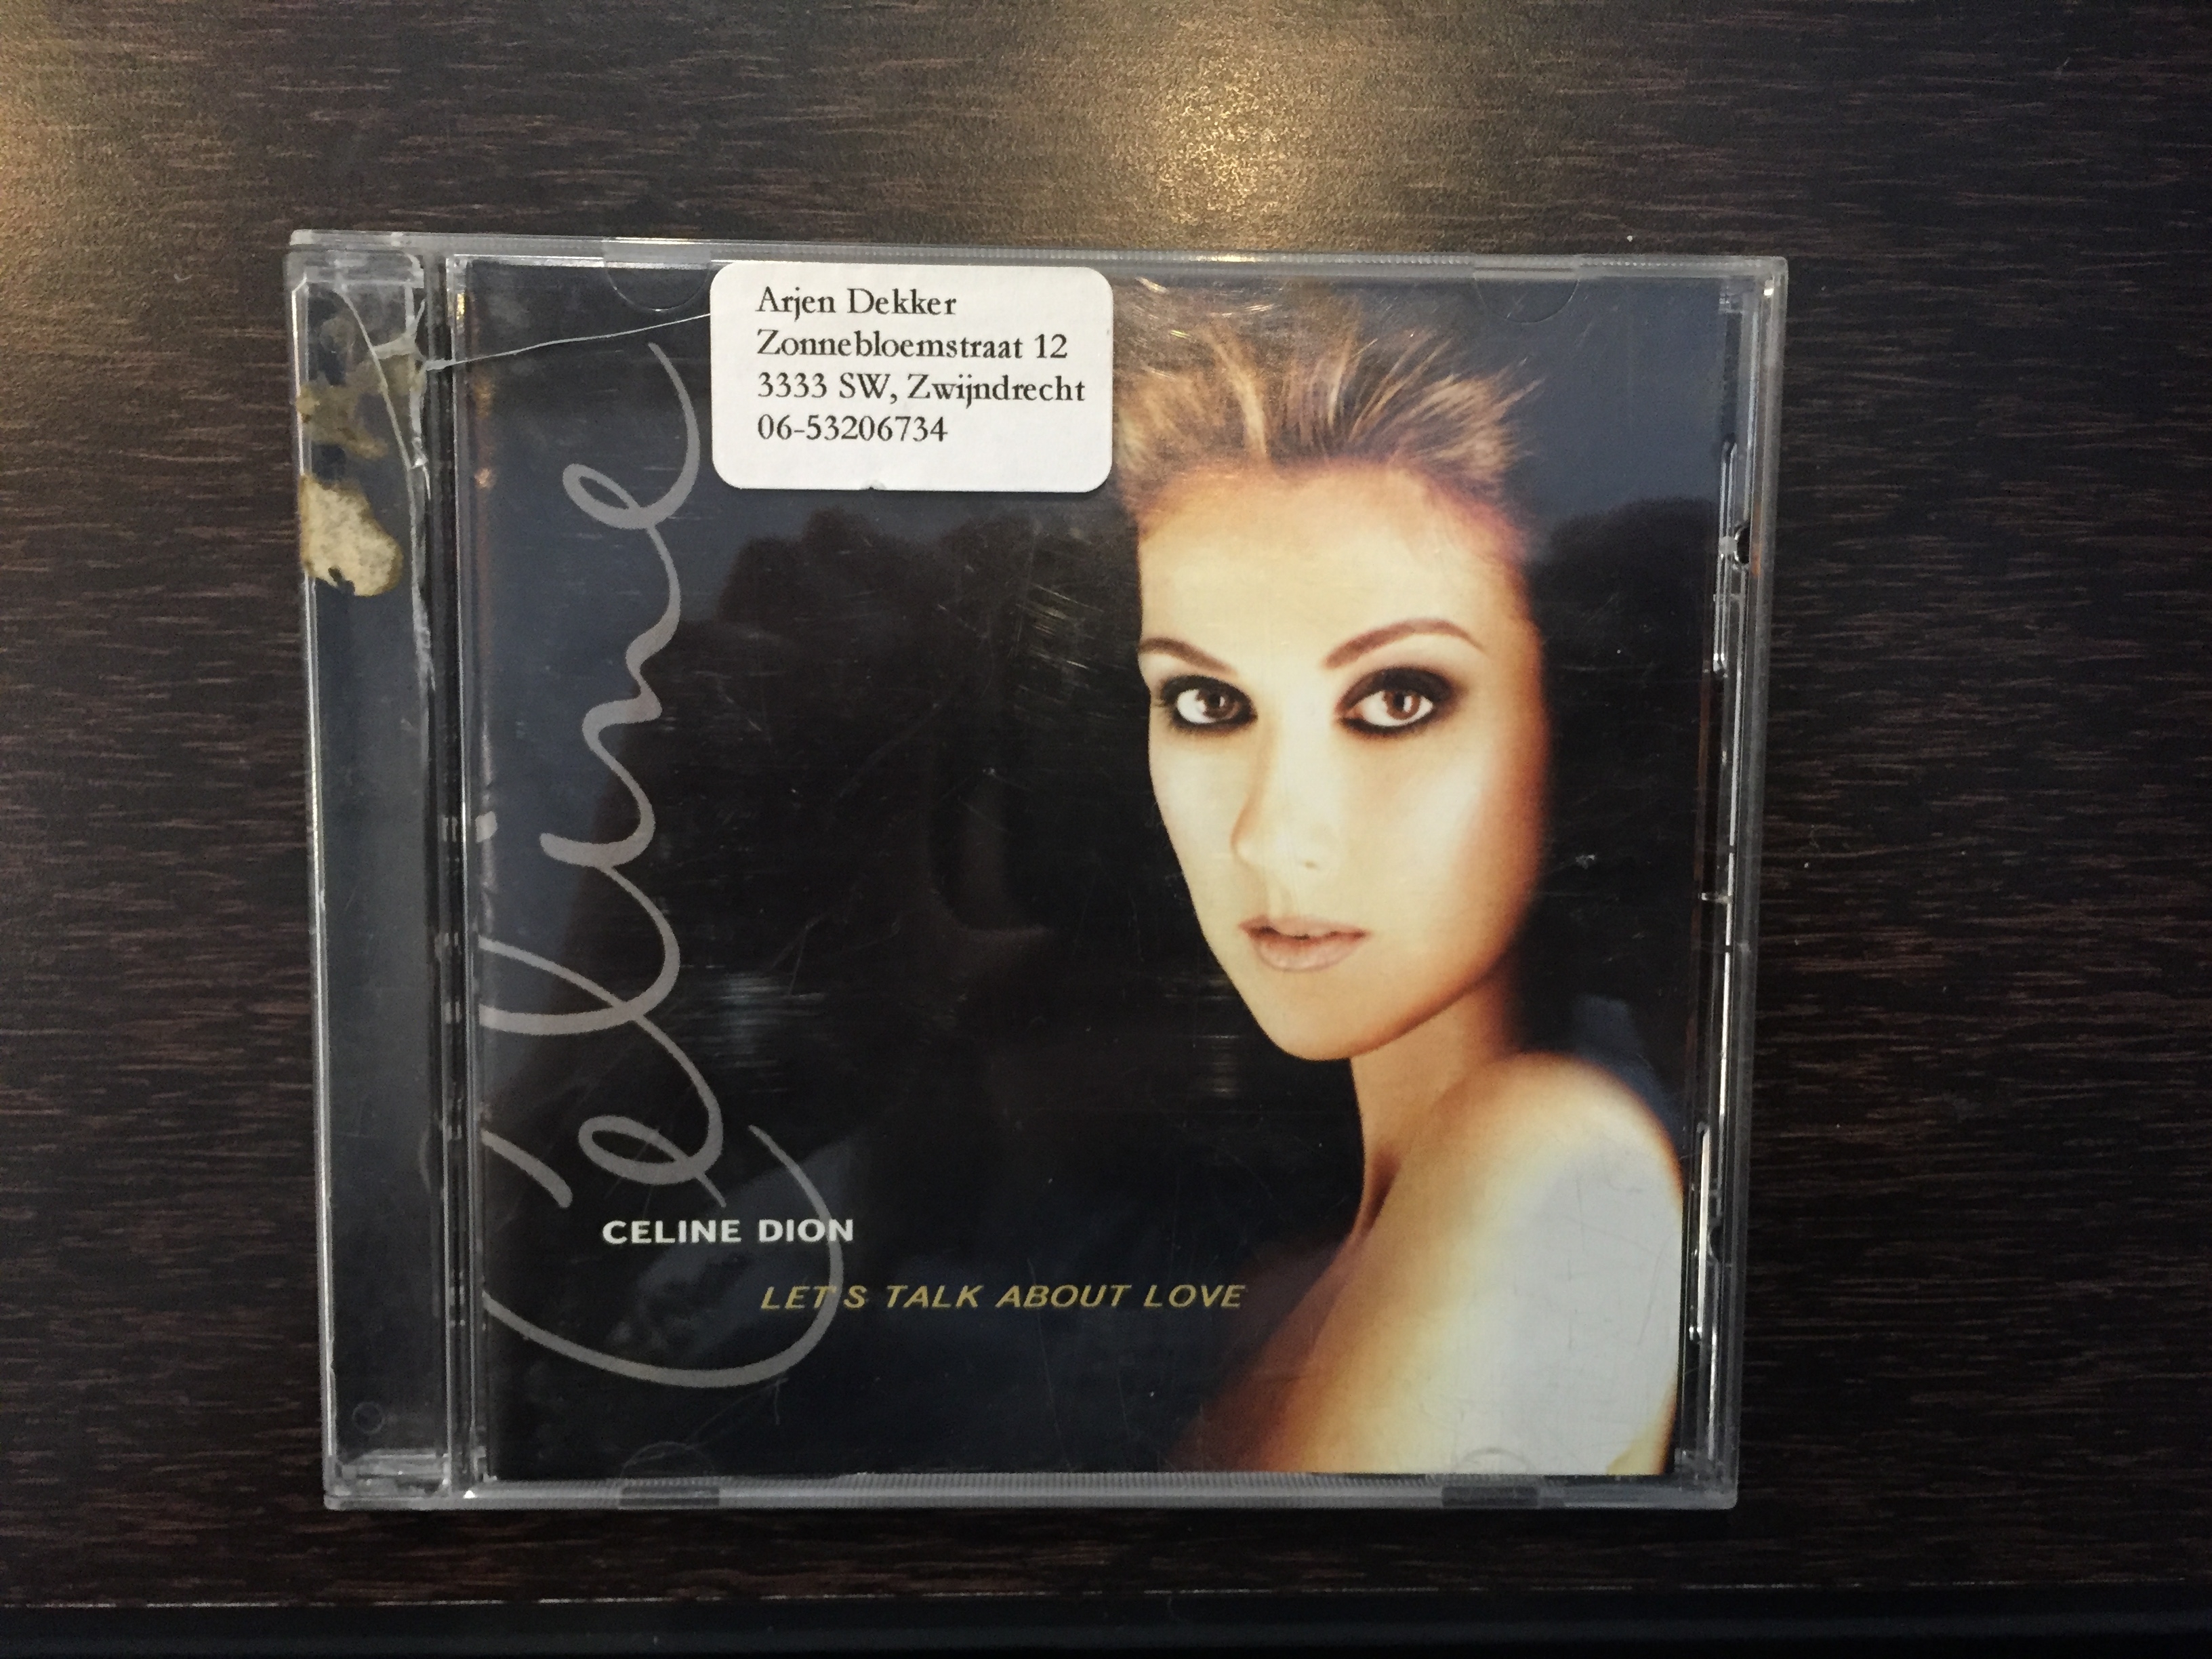 Arjen Dekker
Zonnebloemstraat 12
3333 SW, Zwijndrecht
06-53206734
Céline
CELINE DION
LET'S TALK ABOUT LOVE